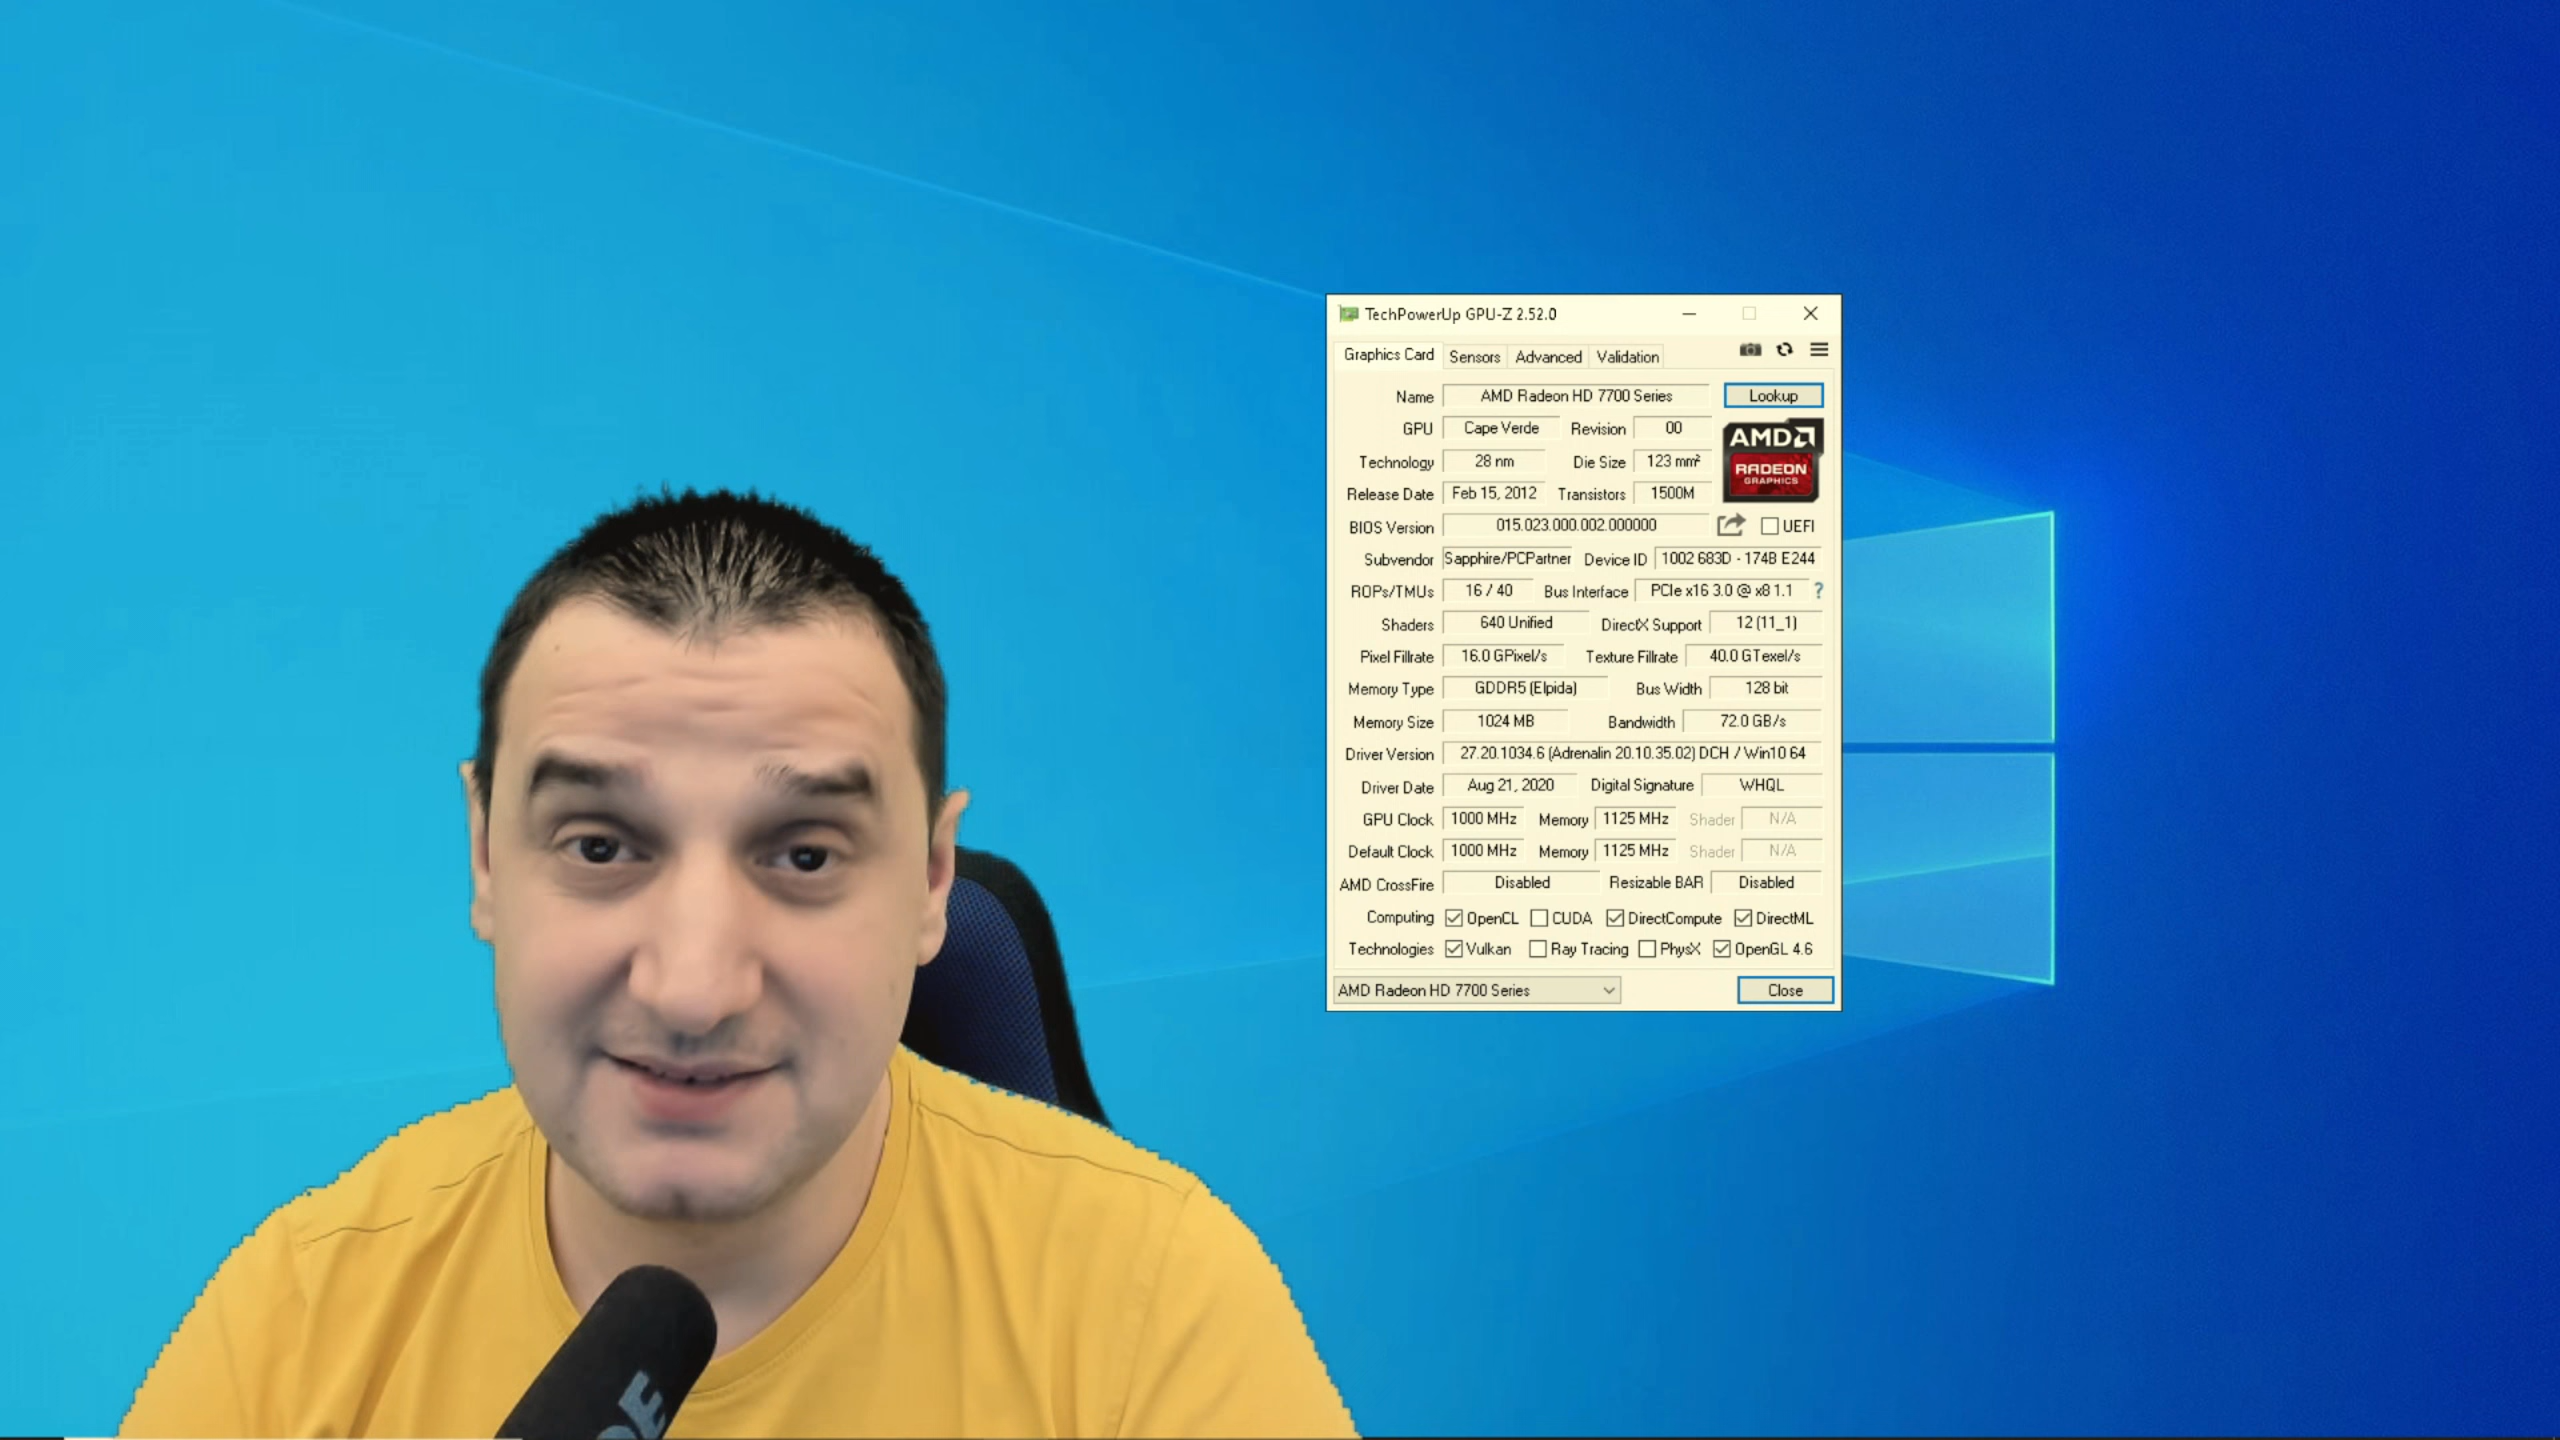 TechPowerUp GPU-Z 2.52.0
Graphics Card Sensors Advanced Validation
Name AMD Radeon HD 7700 Series Lookup
GPU Cape Verde Revision 00
AMD
RADEON
GRAPHICS
Technology 28 nm Die Size 123 mm²
Release Date Feb 15, 2012 Transistors 1500M
BIOS Version 015.023.000.002.000000 UEFI
Subvendor Sapphire/PCPartner Device ID 1002 683D - 174B E244
ROPs/TMUs 16 / 40 Bus Interface PCIe x16 3.0 @ x8 1.1 ?
Shaders 640 Unified DirectX Support 12 (11_1)
Pixel Fillrate 16.0 GPixel/s Texture Fillrate 40.0 GTexel/s
Memory Type GDDR5 (Elpida) Bus Width 128 bit
Memory Size 1024 MB Bandwidth 72.0 GB/s
Driver Version 27.20.1034.6 (Adrenalin 20.10.35.02) DCH / Win10 64
Driver Date Aug 21, 2020 Digital Signature WHQL
GPU Clock 1000 MHz Memory 1125 MHz Shader N/A
Default Clock 1000 MHz Memory 1125 MHz Shader N/A
AMD CrossFire Disabled Resizable BAR Disabled
Computing OpenCL CUDA DirectCompute DirectML
Technologies Vulkan Ray Tracing PhysX OpenGL 4.6
AMD Radeon HD 7700 Series Close